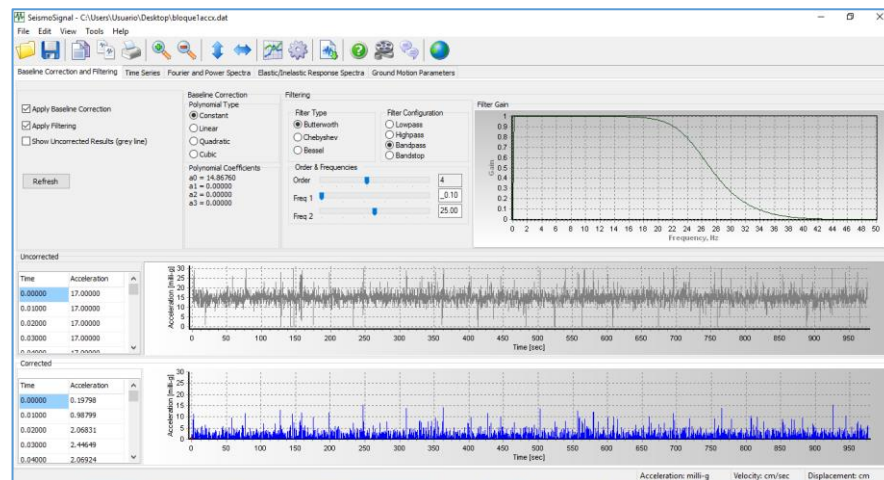 SeismoSignal - C:\Users\Usuario\Desktop\bloque1accx.dat
File Edit View Tools Help
Baseline Correction and Filtering Time Series Fourier and Power Spectra Elastic/Inelastic Response Spectra Ground Motion Parameters
Apply Baseline Correction
Apply Filtering
Show Uncorrected Results (grey line)
Refresh
Baseline Correction
Polynomial Type
Constant
Linear
Quadratic
Cubic
Polynomial Coefficients
a0 = 14.86760
a1 = 0.00000
a2 = 0.00000
a3 = 0.00000
Filtering
Filter Type
Butterworth
Chebyshev
Bessel
Filter Configuration
Lowpass
Highpass
Bandpass
Bandstop
Order & Frequencies
Order 4
Freq 1 _0.10
Freq 2 25.00
Filter Gain
Gain
1
0.9
0.8
0.7
0.6
0.5
0.4
0.3
0.2
0.1
0
0 2 4 6 8 10 12 14 16 18 20 22 24 26 28 30 32 34 36 38 40 42 44 46 48 50
Frequency, Hz
Uncorrected
Time Acceleration
0.00000 17.00000
0.01000 17.00000
0.02000 17.00000
0.03000 17.00000
0.04000 17.00000
Acceleration [milli-g]
30
25
20
15
10
5
0
0 50 100 150 200 250 300 350 400 450 500 550 600 650 700 750 800 850 900 950
Time [sec]
Corrected
Time Acceleration
0.00000 0.19798
0.01000 0.98799
0.02000 2.06831
0.03000 2.44649
0.04000 2.06924
Acceleration [milli-g]
30
25
20
15
10
5
0
0 50 100 150 200 250 300 350 400 450 500 550 600 650 700 750 800 850 900 950
Time [sec]
Acceleration: milli-g Velocity: cm/sec Displacement: cm